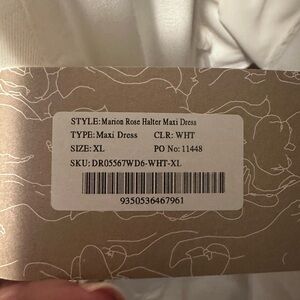 STYLE:Marion Rose Halter Maxi Dress
TYPE:Maxi Dress CLR: WHT
SIZE:XL PO No:11448
SKU:DR05567WD6-WHT-XL
9350536467961